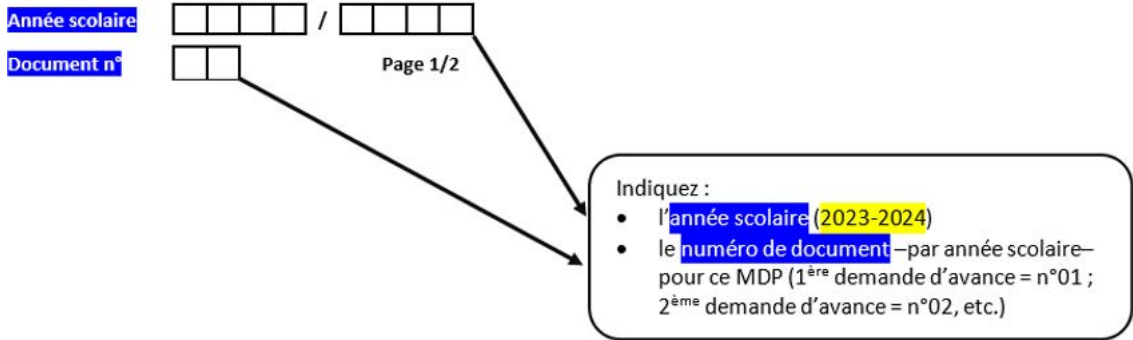 Année scolaire /
Document n° Page 1/2
Indiquez :
• l’année scolaire (2023-2024)
• le numéro de document –par année scolaire–
pour ce MDP (1ère demande d’avance = n°01 ;
2ème demande d’avance = n°02, etc.)